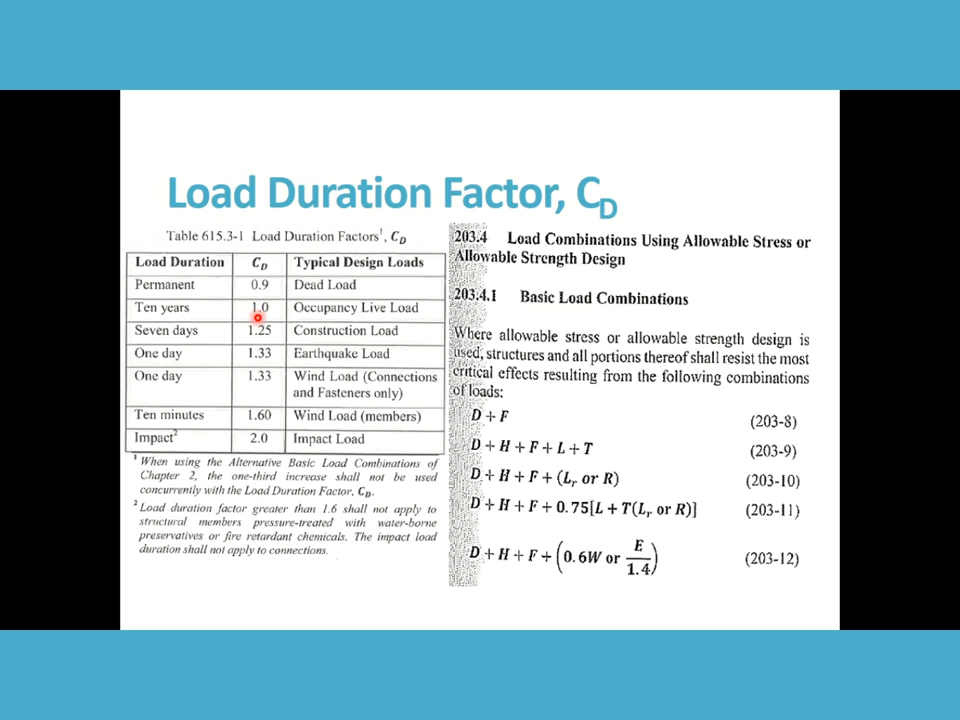 Load Duration Factor, CD
Table 615.3-1 Load Duration Factors¹, CD
Load Duration CD Typical Design Loads
Permanent 0.9 Dead Load
Ten years 1.0 Occupancy Live Load
Seven days 1.25 Construction Load
One day 1.33 Earthquake Load
One day 1.33 Wind Load (Connections
and Fasteners only)
Ten minutes 1.60 Wind Load (members)
Impact² 2.0 Impact Load
¹ When using the Alternative Basic Load Combinations of
Chapter 2, the one-third increase shall not be used
concurrently with the Load Duration Factor, CD.
² Load duration factor greater than 1.6 shall not apply to
structural members pressure-treated with water-borne
preservatives or fire retardant chemicals. The impact load
duration shall not apply to connections.
203.4 Load Combinations Using Allowable Stress or
Allowable Strength Design
203.4.1 Basic Load Combinations
Where allowable stress or allowable strength design is
used, structures and all portions thereof shall resist the most
critical effects resulting from the following combinations
of loads:
D + F (203-8)
D + H + F + L + T (203-9)
D + H + F + (Lr or R) (203-10)
D + H + F + 0.75[L + T(Lr or R)] (203-11)
D + H + F + (0.6W or E/1.4) (203-12)